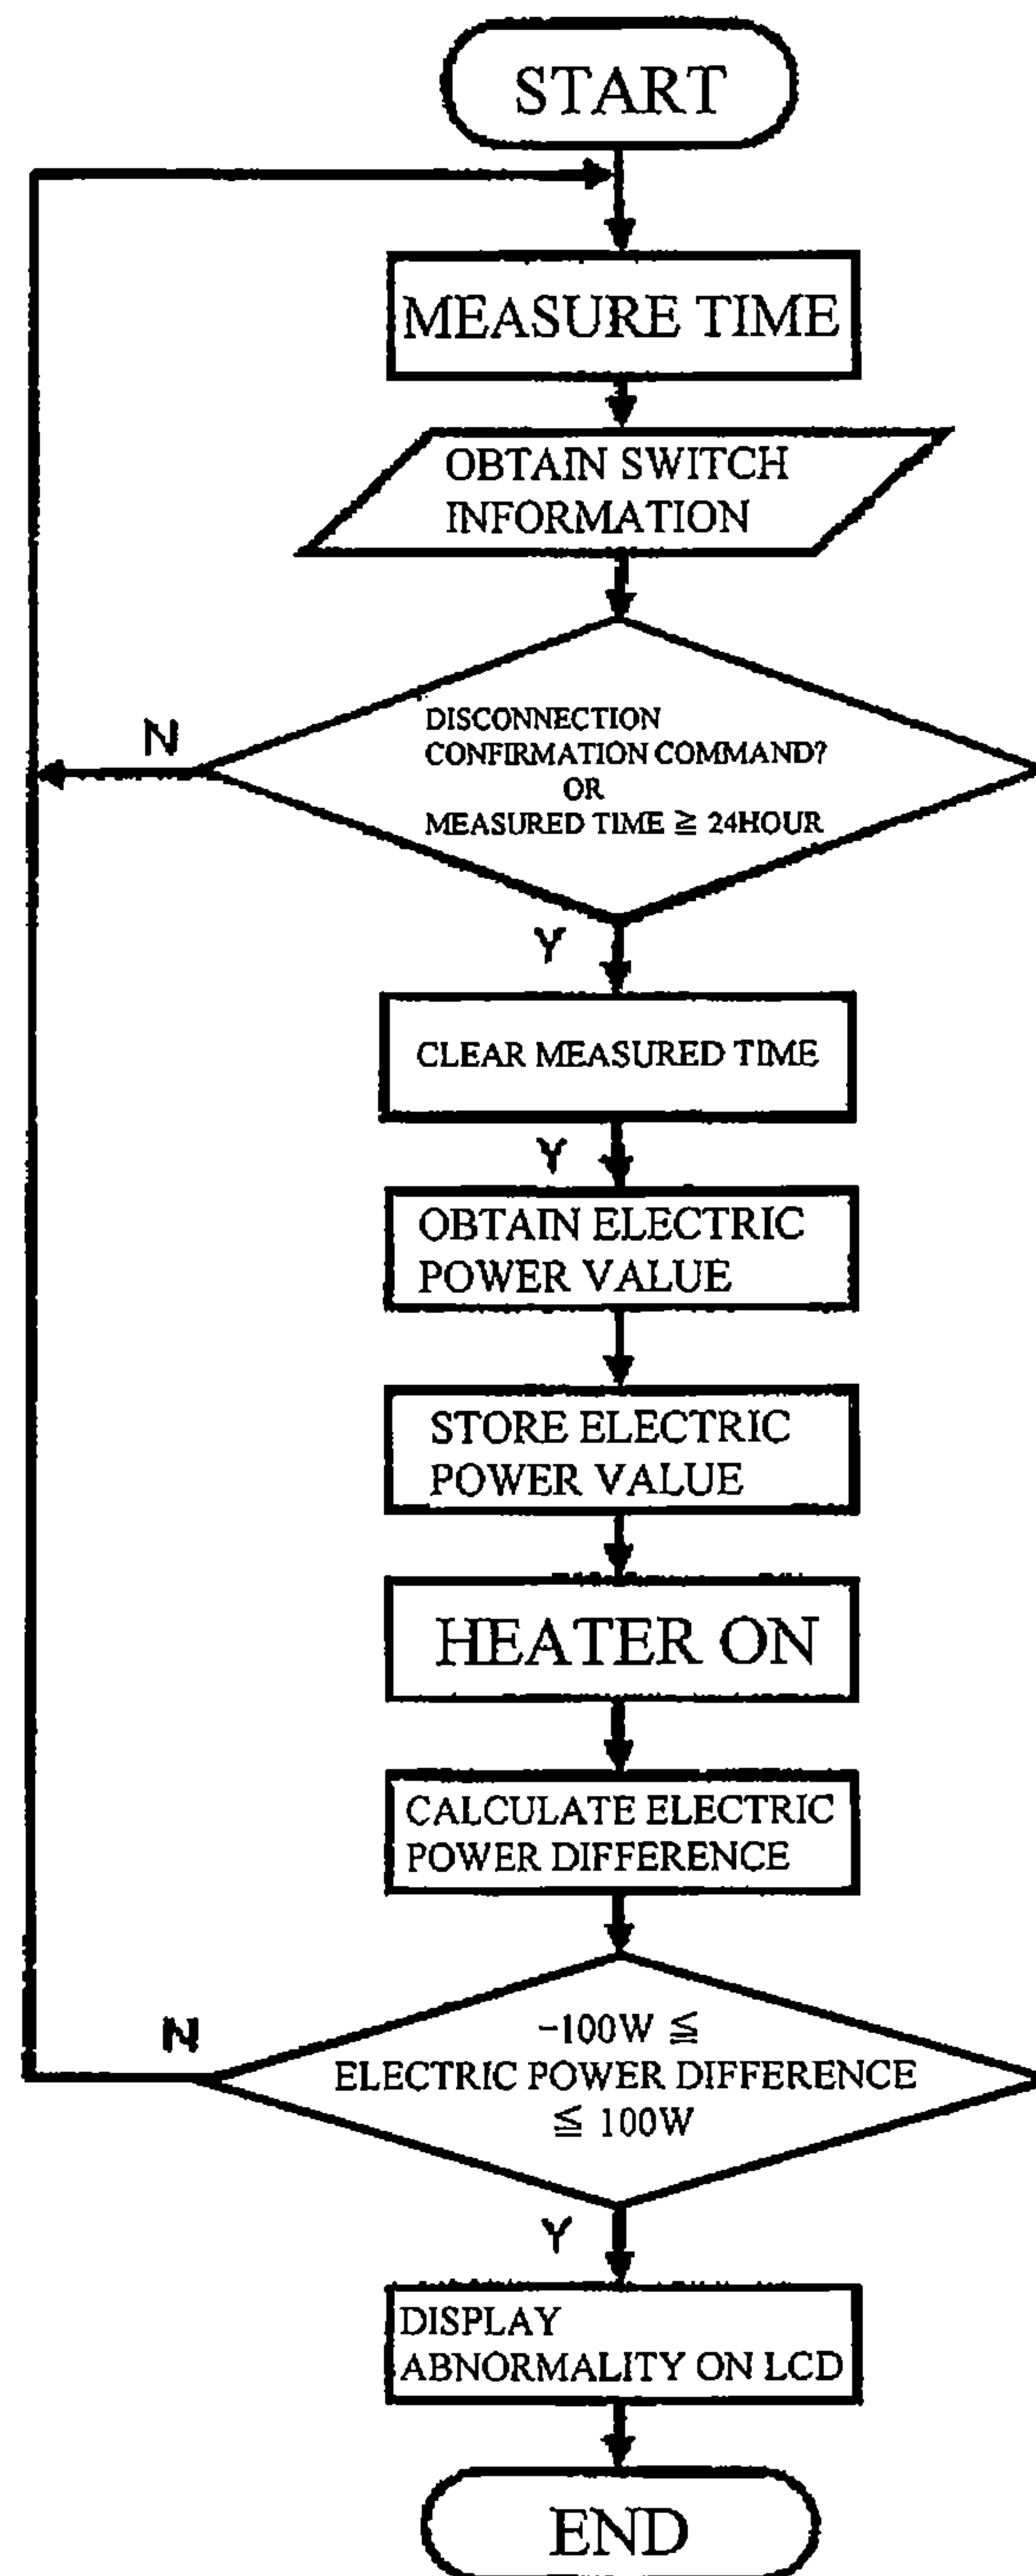 START
MEASURE TIME
OBTAIN SWITCH
INFORMATION
DISCONNECTION
CONFIRMATION COMMAND?
OR
MEASURED TIME ≧ 24HOUR
N
Y
CLEAR MEASURED TIME
Y
OBTAIN ELECTRIC
POWER VALUE
STORE ELECTRIC
POWER VALUE
HEATER ON
CALCULATE ELECTRIC
POWER DIFFERENCE
-100W ≦
ELECTRIC POWER DIFFERENCE
≦ 100W
N
Y
DISPLAY
ABNORMALITY ON LCD
END